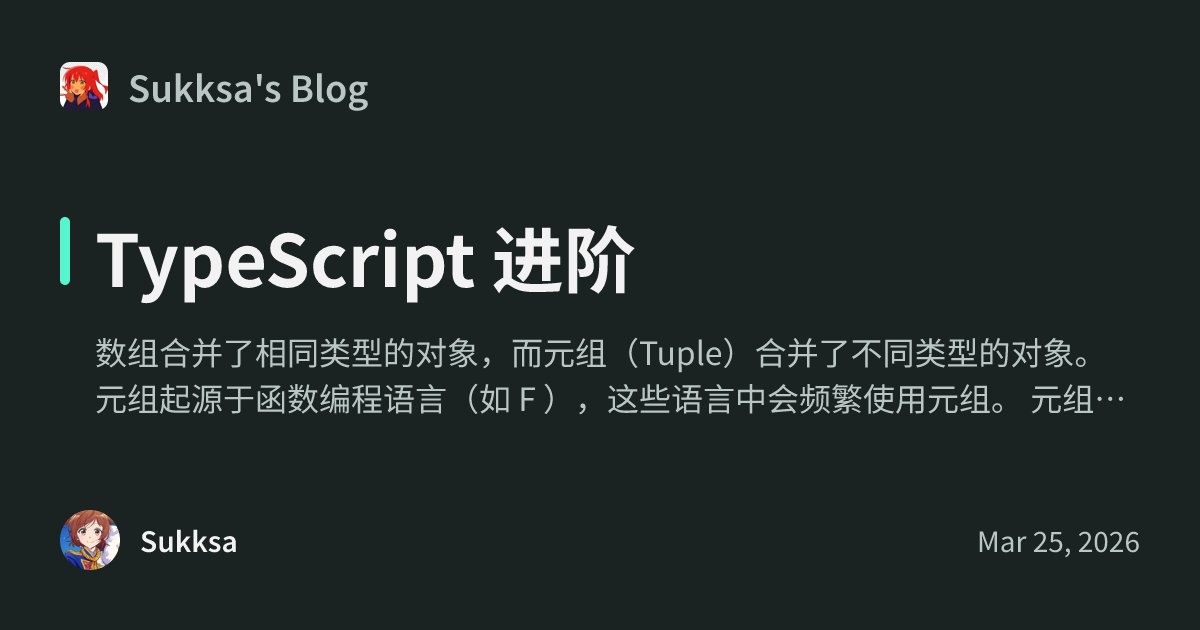 Sukksa's Blog
TypeScript 进阶
数组合并了相同类型的对象，而元组（Tuple）合并了不同类型的对象。
元组起源于函数编程语言（如 F ），这些语言中会频繁使用元组。 元组…
Sukksa
Mar 25, 2026